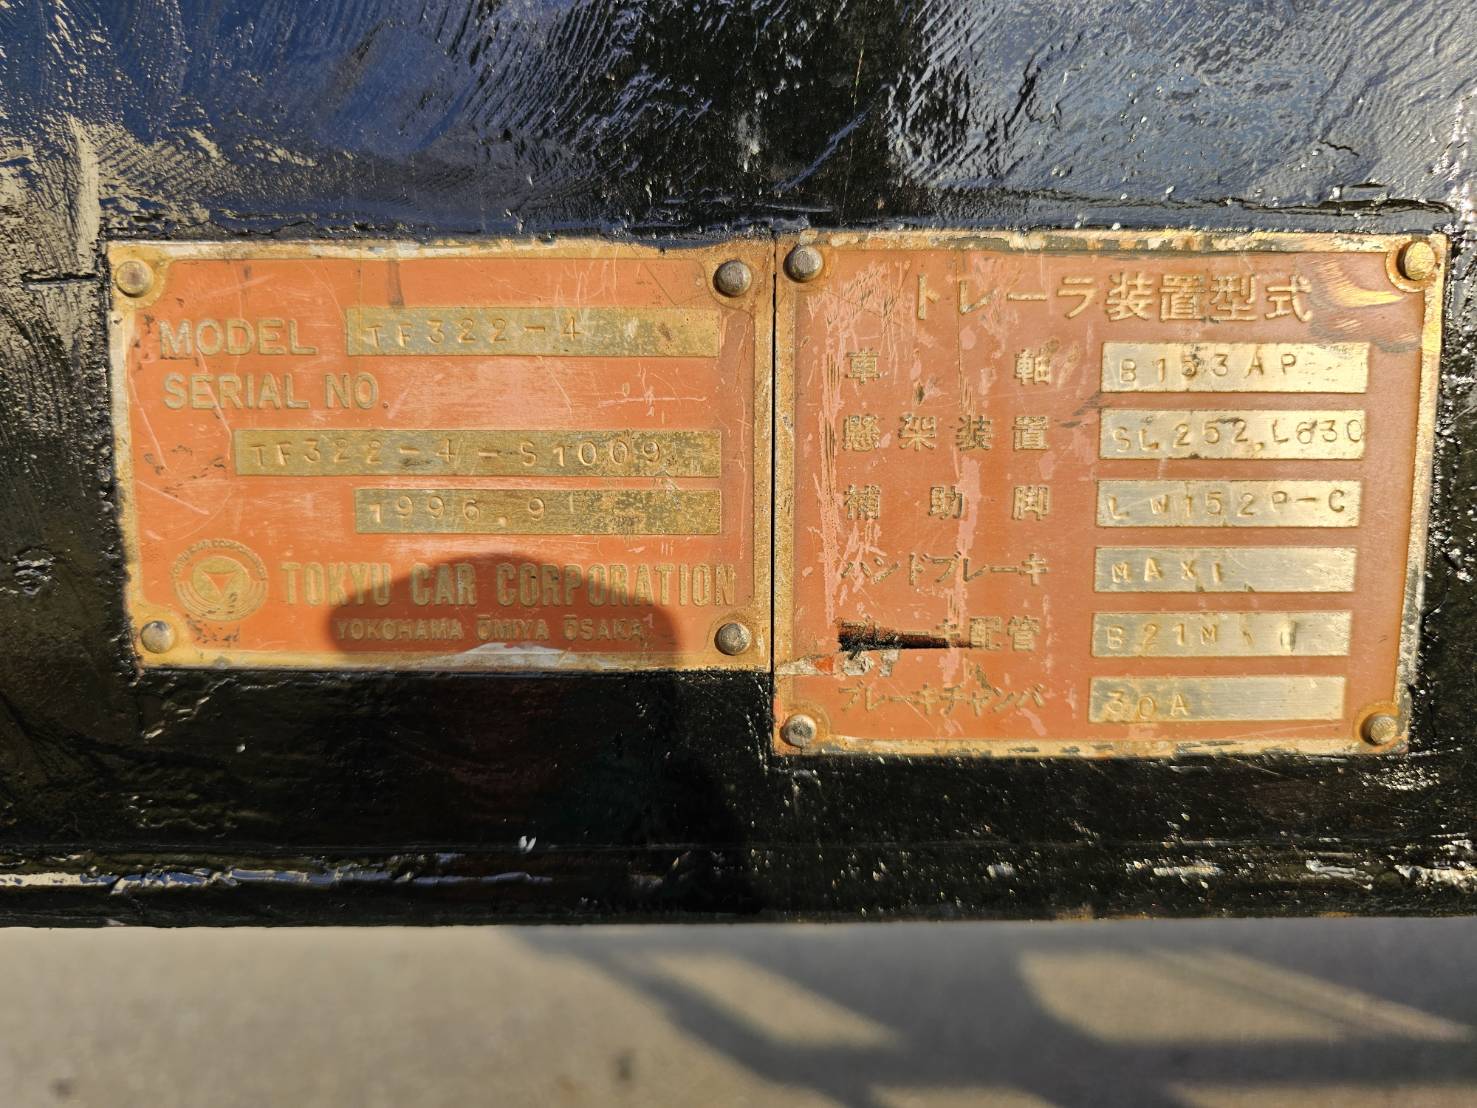 MODEL TF322-4
SERIAL NO.
TF322-4-S1009
1996.9
TOKYU CAR CORPORATION
YOKOHAMA ŌMIYA ŌSAKA
トレーラ装置型式
車軸 B153AP
懸架装置 SL252,L630
補助脚 LW152P-C
ハンドブレーキ MAXI
配管 B21M
ブレーキチャンバ 30A